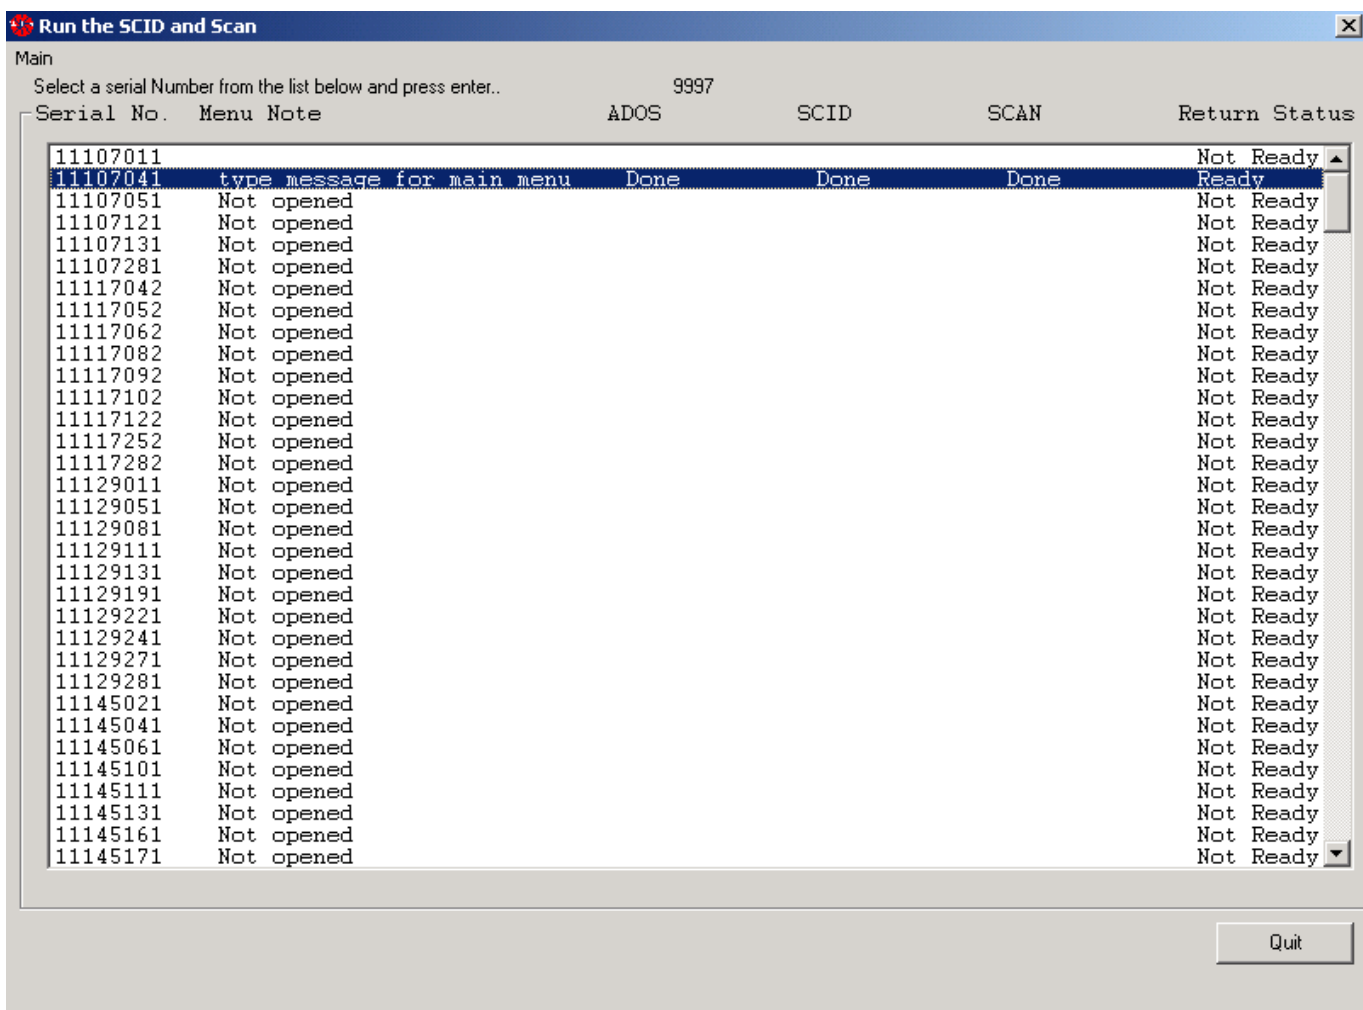 Run the SCID and Scan
Main
Select a serial Number from the list below and press enter.. 9997
Serial No. Menu Note ADOS SCID SCAN Return Status
11107011 Not Ready
11107041 type message for main menu Done Done Done Ready
11107051 Not opened Not Ready
11107121 Not opened Not Ready
11107131 Not opened Not Ready
11107281 Not opened Not Ready
11117042 Not opened Not Ready
11117052 Not opened Not Ready
11117062 Not opened Not Ready
11117082 Not opened Not Ready
11117092 Not opened Not Ready
11117102 Not opened Not Ready
11117122 Not opened Not Ready
11117252 Not opened Not Ready
11117282 Not opened Not Ready
11129011 Not opened Not Ready
11129051 Not opened Not Ready
11129081 Not opened Not Ready
11129111 Not opened Not Ready
11129131 Not opened Not Ready
11129191 Not opened Not Ready
11129221 Not opened Not Ready
11129241 Not opened Not Ready
11129271 Not opened Not Ready
11129281 Not opened Not Ready
11145021 Not opened Not Ready
11145041 Not opened Not Ready
11145061 Not opened Not Ready
11145101 Not opened Not Ready
11145111 Not opened Not Ready
11145131 Not opened Not Ready
11145161 Not opened Not Ready
11145171 Not opened Not Ready
Quit